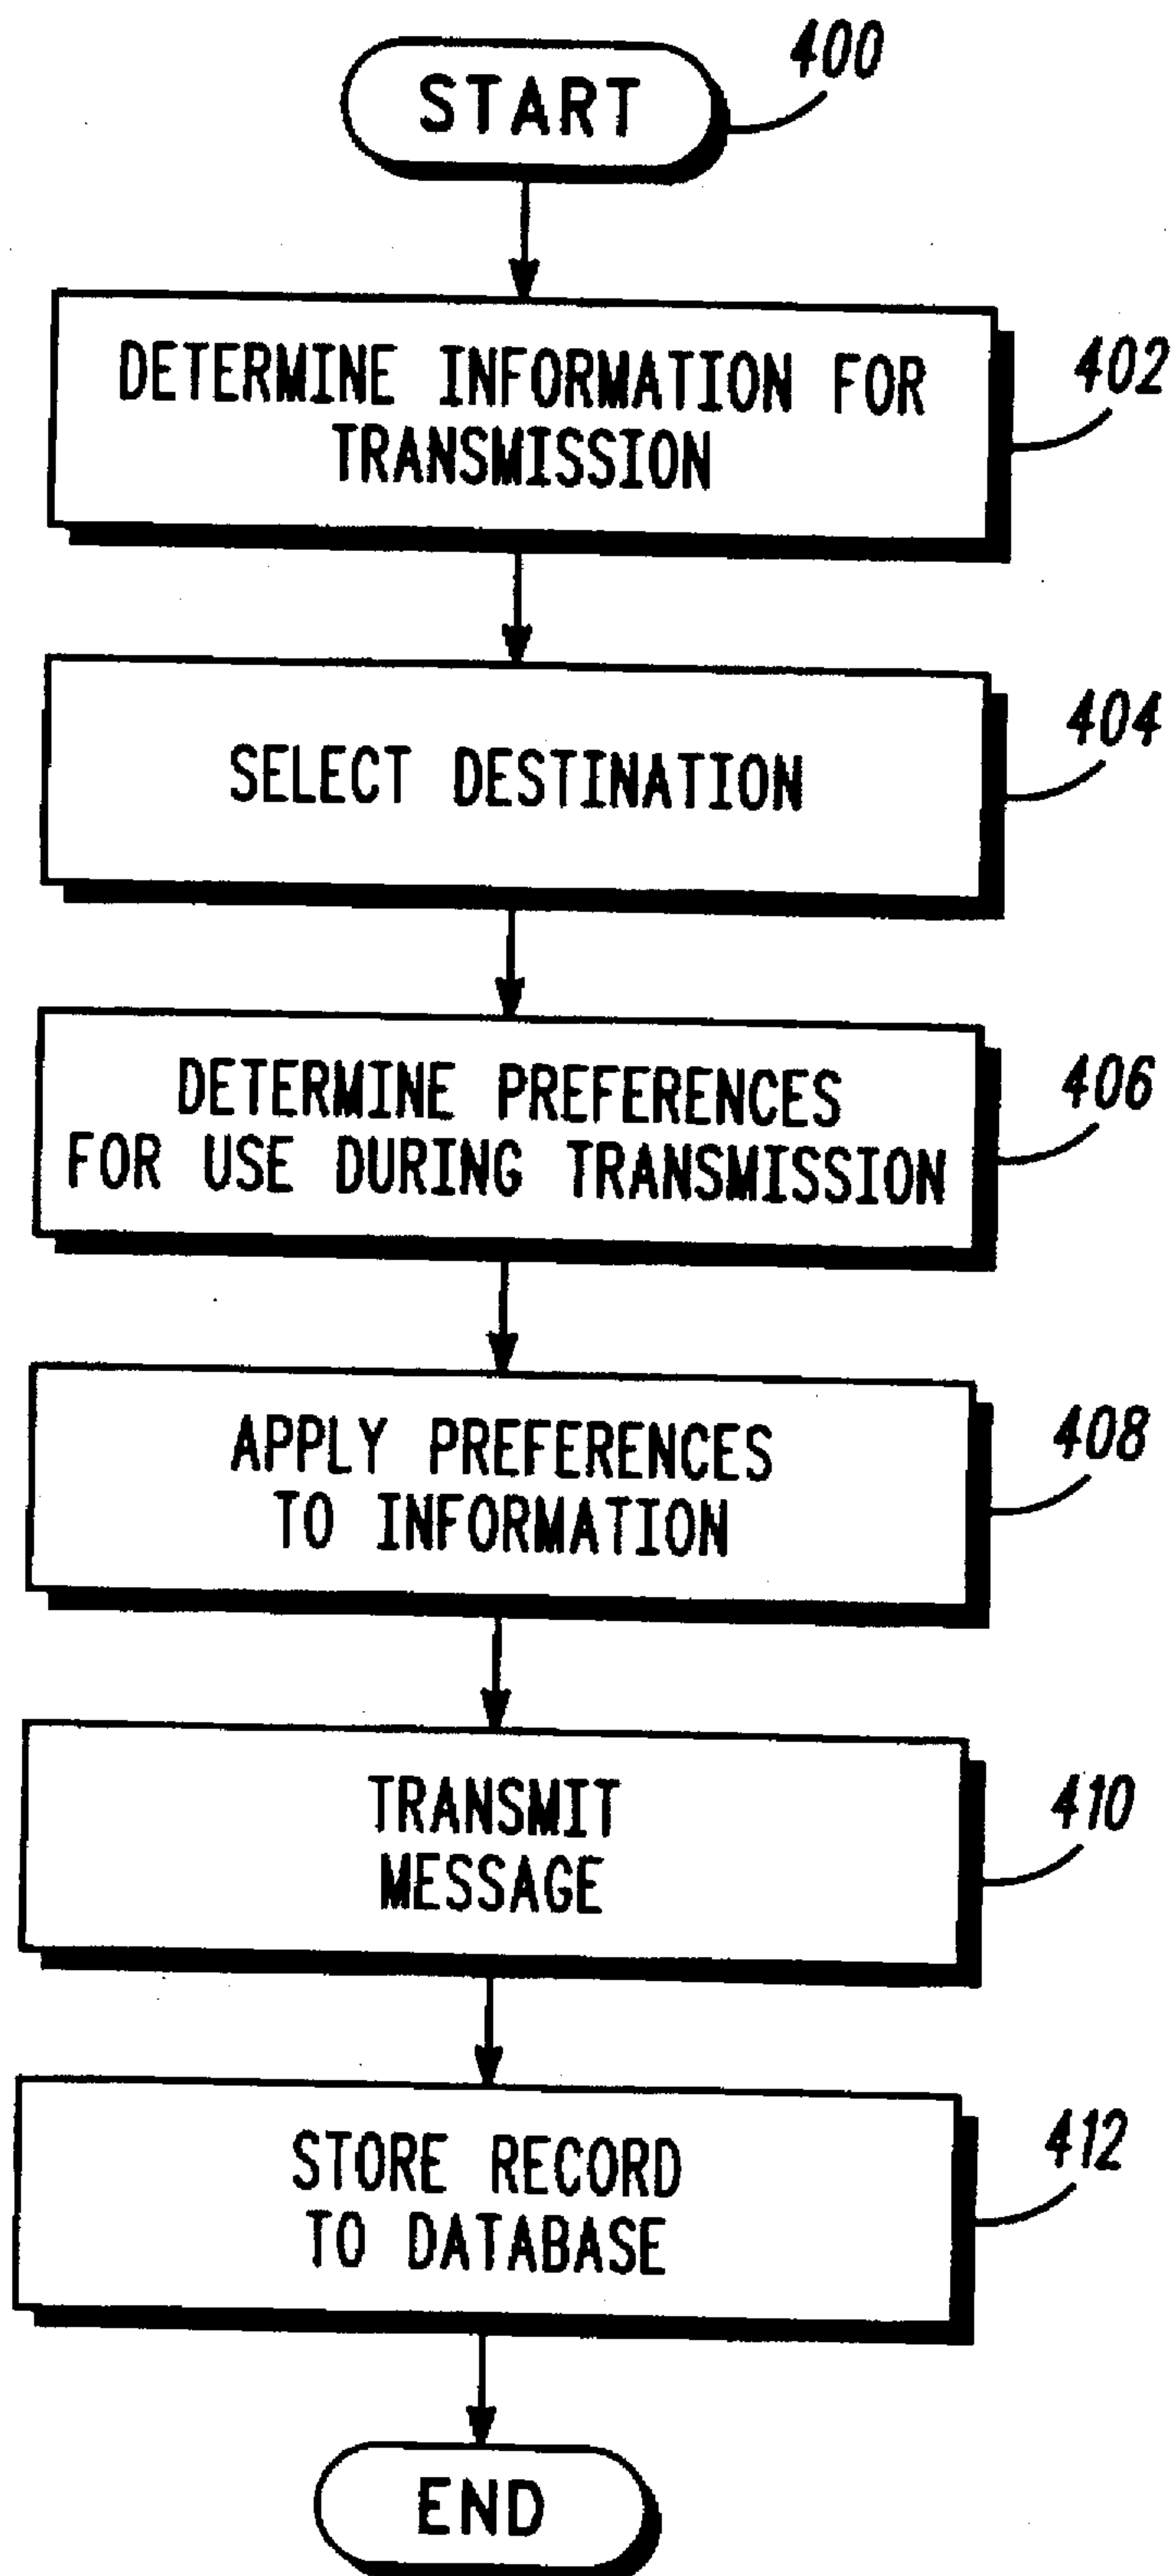 START
400
DETERMINE INFORMATION FOR
TRANSMISSION
402
SELECT DESTINATION
404
DETERMINE PREFERENCES
FOR USE DURING TRANSMISSION
406
APPLY PREFERENCES
TO INFORMATION
408
TRANSMIT
MESSAGE
410
STORE RECORD
TO DATABASE
412
END